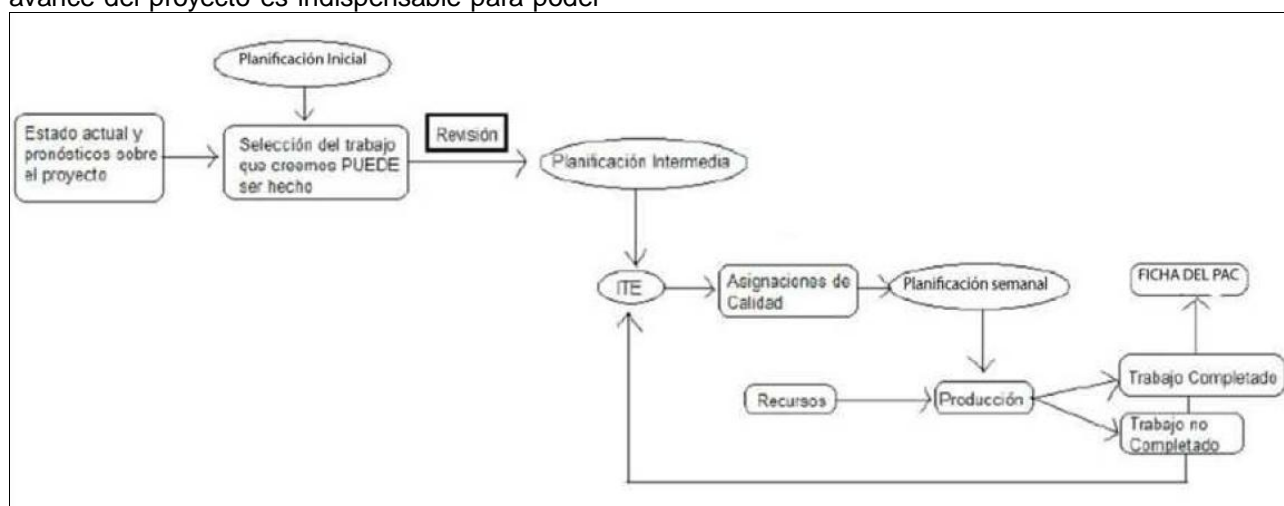 avance del proyecto es indispensable para poder
Planificación Inicial
Estado actual y
pronósticos sobre
el proyecto
Selección del trabajo
que creemos PUEDE
ser hecho
Revisión
Planificación Intermedia
ITE
Asignaciones de
Calidad
Planificación semanal
FICHA DEL PAC
Recursos
Producción
Trabajo Completado
Trabajo no
Completado